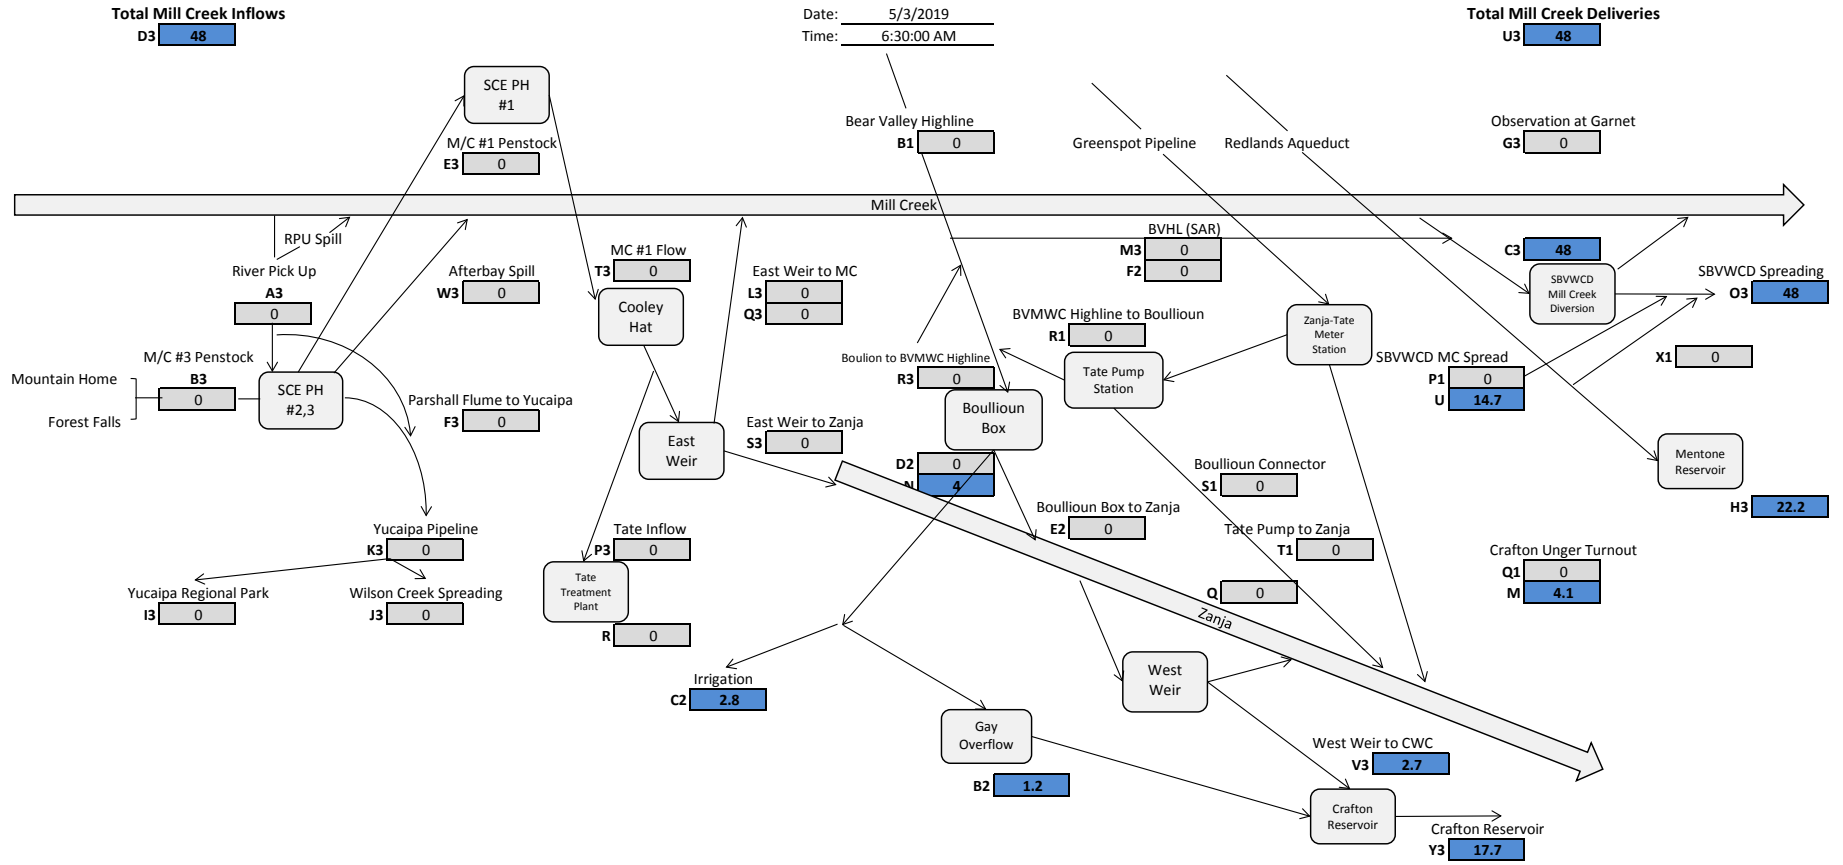 Total Mill Creek Inflows
D3 48
Date: 5/3/2019
Time: 6:30:00 AM
Total Mill Creek Deliveries
U3 48
SCE PH
#1
M/C #1 Penstock
E3 0
Bear Valley Highline
B1 0
Greenspot Pipeline
Redlands Aqueduct
Observation at Garnet
G3 0
Mill Creek
RPU Spill
River Pick Up
A3
0
Afterbay Spill
W3 0
MC #1 Flow
T3 0
Cooley
Hat
East Weir to MC
L3 0
Q3 0
BVHL (SAR)
M3 0
F2 0
C3 48
SBVWCD
Mill Creek
Diversion
SBVWCD Spreading
O3 48
BVMWC Highline to Boullioun
R1 0
Zanja-Tate
Meter
Station
M/C #3 Penstock
B3
0
Mountain Home
Forest Falls
SCE PH
#2,3
Parshall Flume to Yucaipa
F3 0
Boulion to BVMWC Highline
R3 0
Tate Pump
Station
SBVWCD MC Spread
P1 0
U 14.7
X1 0
East
Weir
East Weir to Zanja
S3 0
Boullioun
Box
D2 0
N 4
Boullioun Connector
S1 0
Mentone
Reservoir
H3 22.2
Boullioun Box to Zanja
E2 0
Tate Pump to Zanja
T1 0
Yucaipa Pipeline
K3 0
Tate Inflow
P3 0
Crafton Unger Turnout
Q1 0
M 4.1
Yucaipa Regional Park
I3 0
Wilson Creek Spreading
J3 0
Tate
Treatment
Plant
R 0
Q 0
Zanja
Irrigation
C2 2.8
West
Weir
Gay
Overflow
B2 1.2
West Weir to CWC
V3 2.7
Crafton
Reservoir
Crafton Reservoir
Y3 17.7